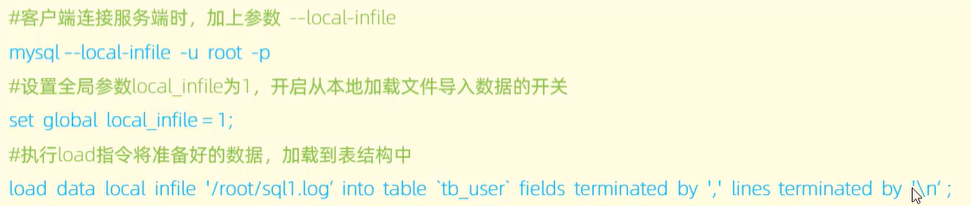 #客户端连接服务端时，加上参数 --local-infile
mysql --local-infile -u root -p
#设置全局参数local_infile为1，开启从本地加载文件导入数据的开关
set global local_infile = 1;
#执行load指令将准备好的数据，加载到表结构中
load data local infile '/root/sql1.log' into table `tb_user` fields terminated by ',' lines terminated by '\n' ;